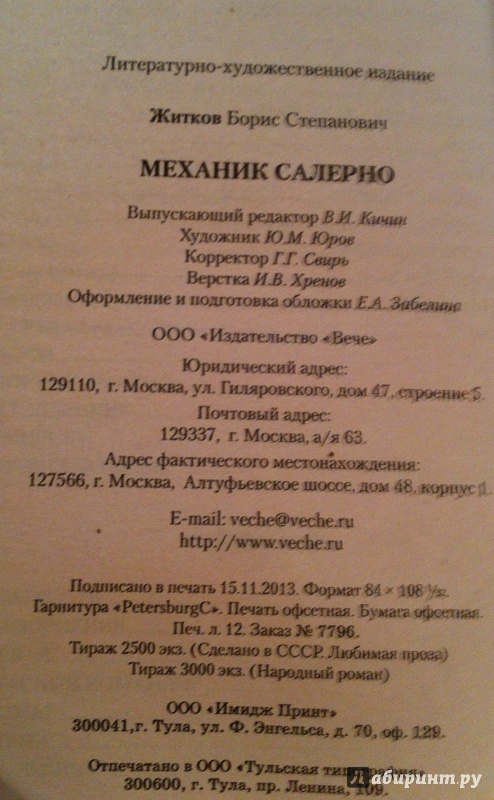 Литературно-художественное издание
Житков Борис Степанович
МЕХАНИК САЛЕРНО
Выпускающий редактор В.И. Кичин
Художник Ю.М. Юров
Корректор Г.Г. Свирь
Верстка И.В. Хренов
Оформление и подготовка обложки Е.А. Забелина
ООО «Издательство «Вече»
Юридический адрес:
129110, г. Москва, ул. Гиляровского, дом 47, строение 5.
Почтовый адрес:
129337, г. Москва, а/я 63.
Адрес фактического местонахождения:
127566, г. Москва, Алтуфьевское шоссе, дом 48, корпус 1.
E-mail: veche@veche.ru
http://www.veche.ru
Подписано в печать 15.11.2013. Формат 84 × 108 1/32.
Гарнитура «PetersburgC». Печать офсетная. Бумага офсетная.
Печ. л. 12. Заказ № 7796.
Тираж 2500 экз. (Сделано в СССР. Любимая проза)
Тираж 3000 экз. (Народный роман)
ООО «Имидж Принт»
300041,г. Тула, ул. Ф. Энгельса, д. 70, оф. 129.
Отпечатано в ООО «Тульская типография»
300600, г. Тула, пр. Ленина, 109.
Лабиринт.ру